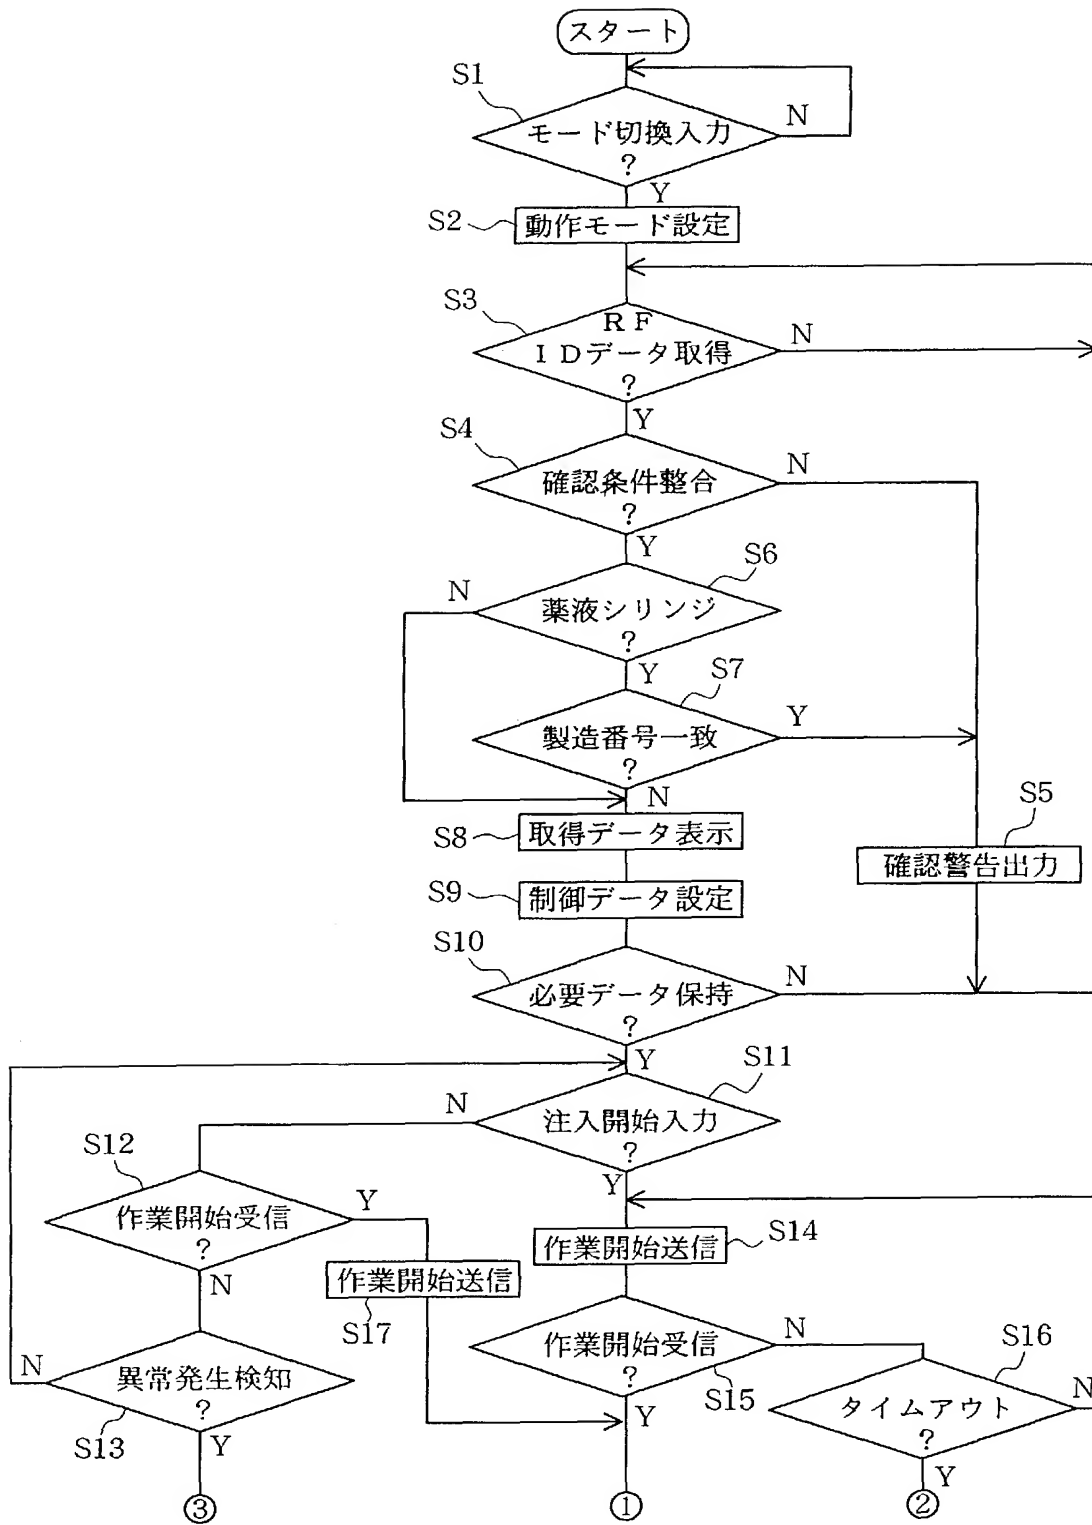 スタート
S1
モード切換入力
?
N
Y
S2
動作モード設定
S3
RF
IDデータ取得
?
N
Y
S4
確認条件整合
?
N
Y
S6
N
薬液シリンジ
?
Y
S7
製造番号一致
?
Y
N
S8
取得データ表示
S5
確認警告出力
S9
制御データ設定
S10
必要データ保持
?
N
Y
S11
N
注入開始入力
?
Y
S12
作業開始受信
?
Y
N
S14
作業開始送信
作業開始送信
S17
作業開始受信
?
N
S15
Y
S16
タイムアウト
?
N
Y
N
異常発生検知
?
S13
Y
③
①
②